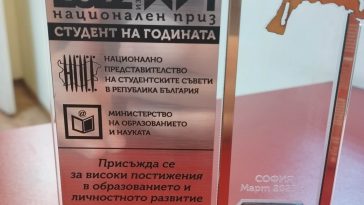 национален приз
СТУДЕНТ НА ГОДИНАТА
НАЦИОНАЛНО
ПРЕДСТАВИТЕЛСТВО
НА СТУДЕНТСКИТЕ СЪВЕТИ
В РЕПУБЛИКА БЪЛГАРИЯ
МИНИСТЕРСТВО
НА ОБРАЗОВАНИЕТО
И НАУКАТА
Присъжда се
за високи постижения
в образованието и
личностното развитие
СОФИЯ
Март